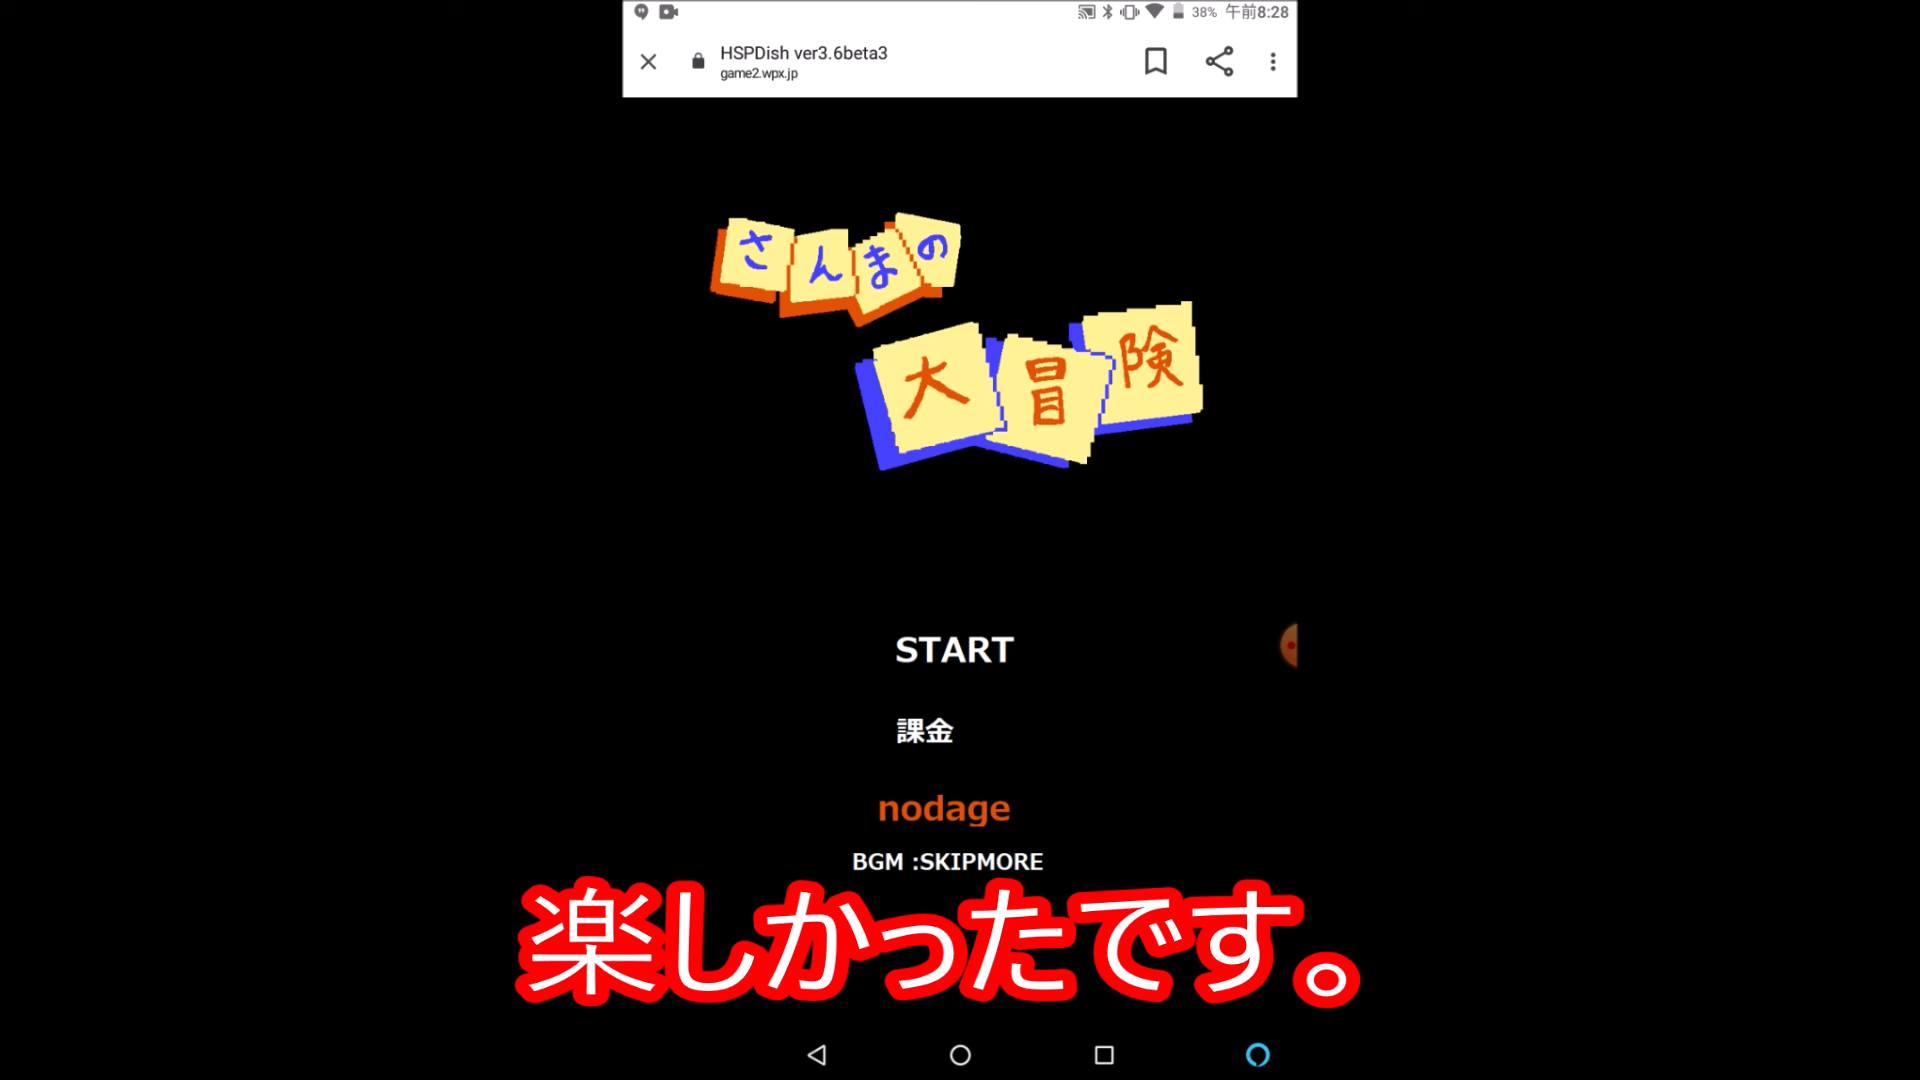 38% 午前8:28
HSPDish ver3.6beta3
game2.wpx.jp
さんまの
大冒険
START
課金
nodage
BGM :SKIPMORE
楽しかったです。